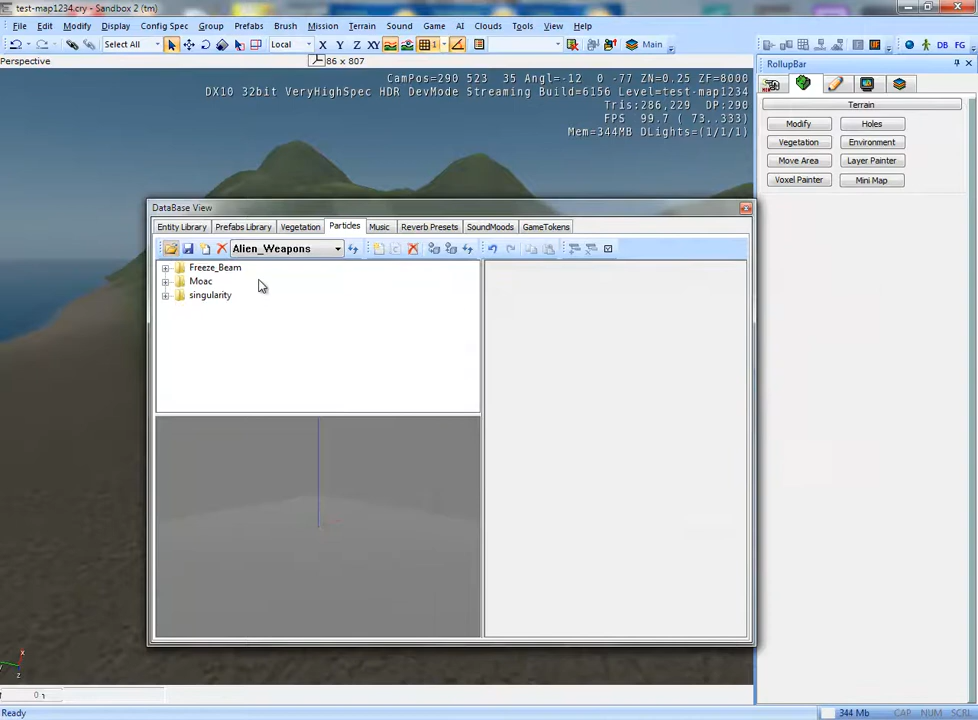 test-map1234.cry - Sandbox 2 (tm)
File Edit Modify Display Config Spec Group Prefabs Brush Mission Terrain Sound Game AI Clouds Tools View Help
Select All Local X Y Z XY 1 Main DB FG
Perspective 86 x 807
RollupBar
CamPos=290 523 35 Angl=-12 0 -77 ZN=0.25 ZF=8000
DX10 32bit VeryHighSpec HDR DevMode Streaming Build=6156 Level=test-map1234
Tris:286,229 DP:290
FPS 99.7 ( 73..333)
Mem=344MB DLights=(1/1/1)
Terrain
Modify Holes
Vegetation Environment
Move Area Layer Painter
Voxel Painter Mini Map
DataBase View
Entity Library Prefabs Library Vegetation Particles Music Reverb Presets SoundMoods GameTokens
Alien_Weapons
Freeze_Beam
Moac
singularity
x
z
0
Ready 344 Mb CAP NUM SCRL